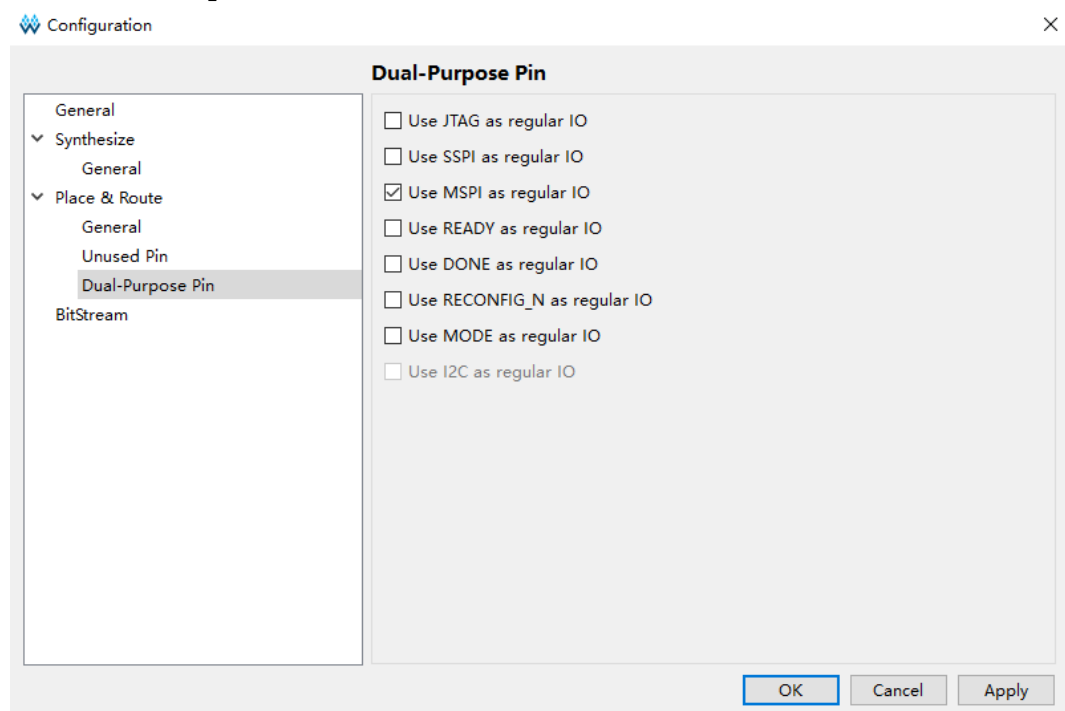 Configuration
Dual-Purpose Pin
General
Synthesize
General
Place & Route
General
Unused Pin
Dual-Purpose Pin
BitStream
Use JTAG as regular IO
Use SSPI as regular IO
Use MSPI as regular IO
Use READY as regular IO
Use DONE as regular IO
Use RECONFIG_N as regular IO
Use MODE as regular IO
Use I2C as regular IO
OK
Cancel
Apply